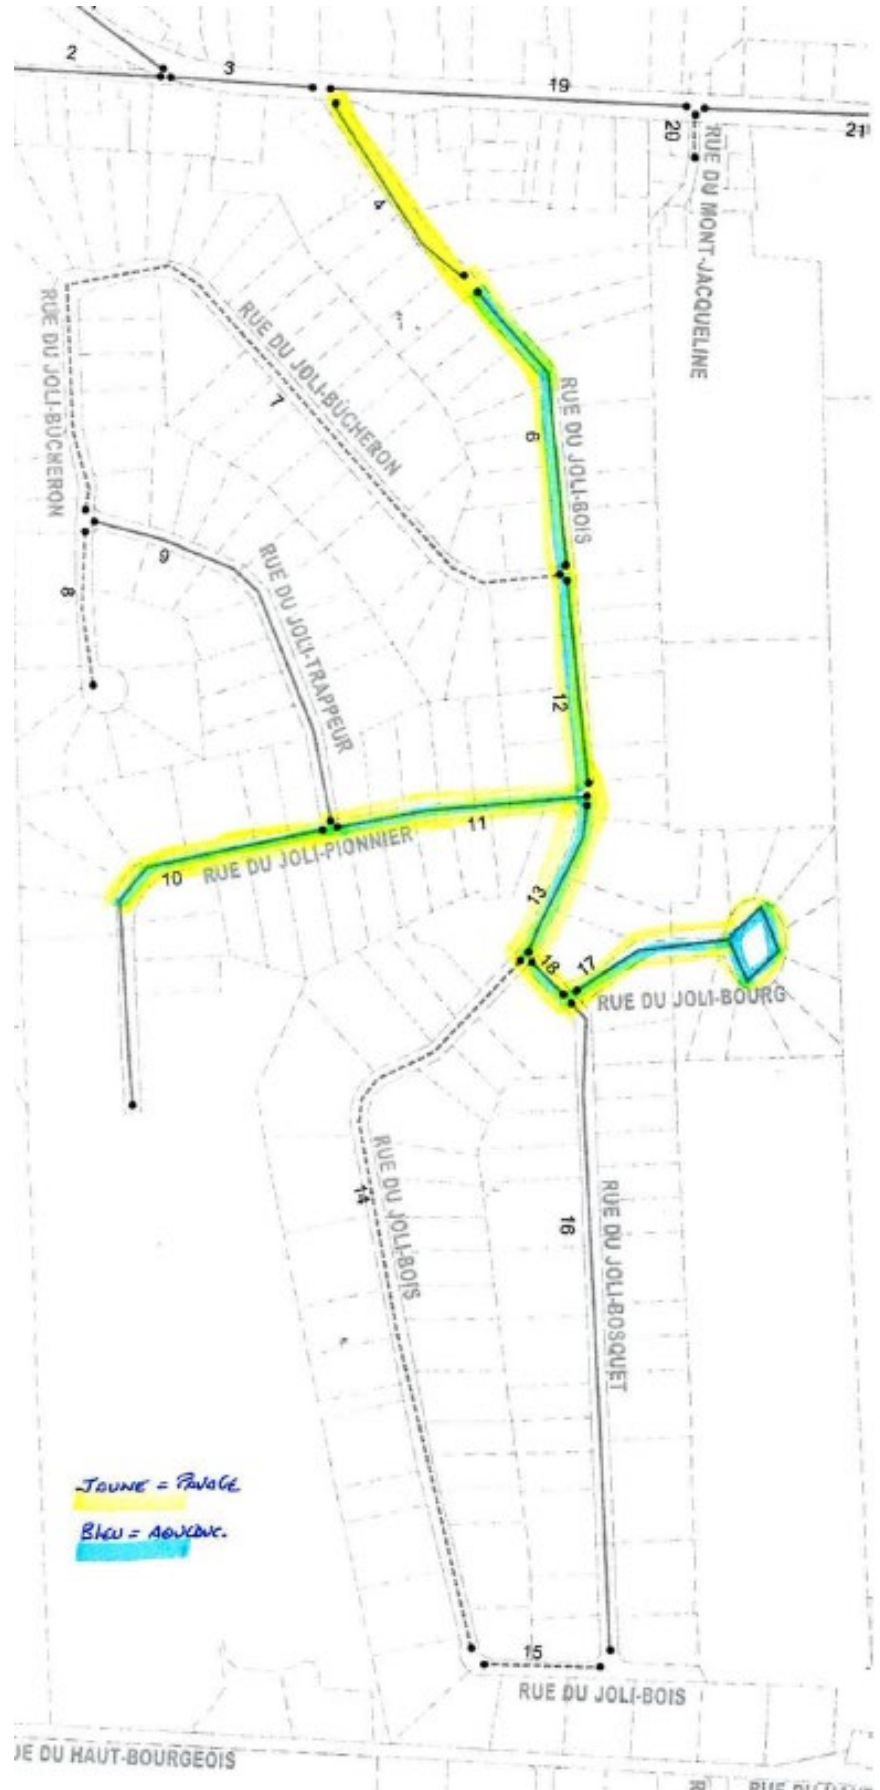 2
3
19
20
21
RUE DU MONT-JACQUELINE
4
RUE DU JOLI-BÛCHERON
RUE DU JOLI-BÛCHERON
7
RUE DU JOLI-BOIS
6
9
8
RUE DU JOLI-TRAPPEUR
12
11
RUE DU JOLI-PIONNIER
10
13
18
17
RUE DU JOLI-BOURG
RUE DU JOLI-BOIS
14
16
RUE DU JOLI-BOSQUET
JAUNE = PAVAGE
BLEU = AQUEDUC.
15
RUE DU JOLI-BOIS
UE DU HAUT-BOURGEOIS